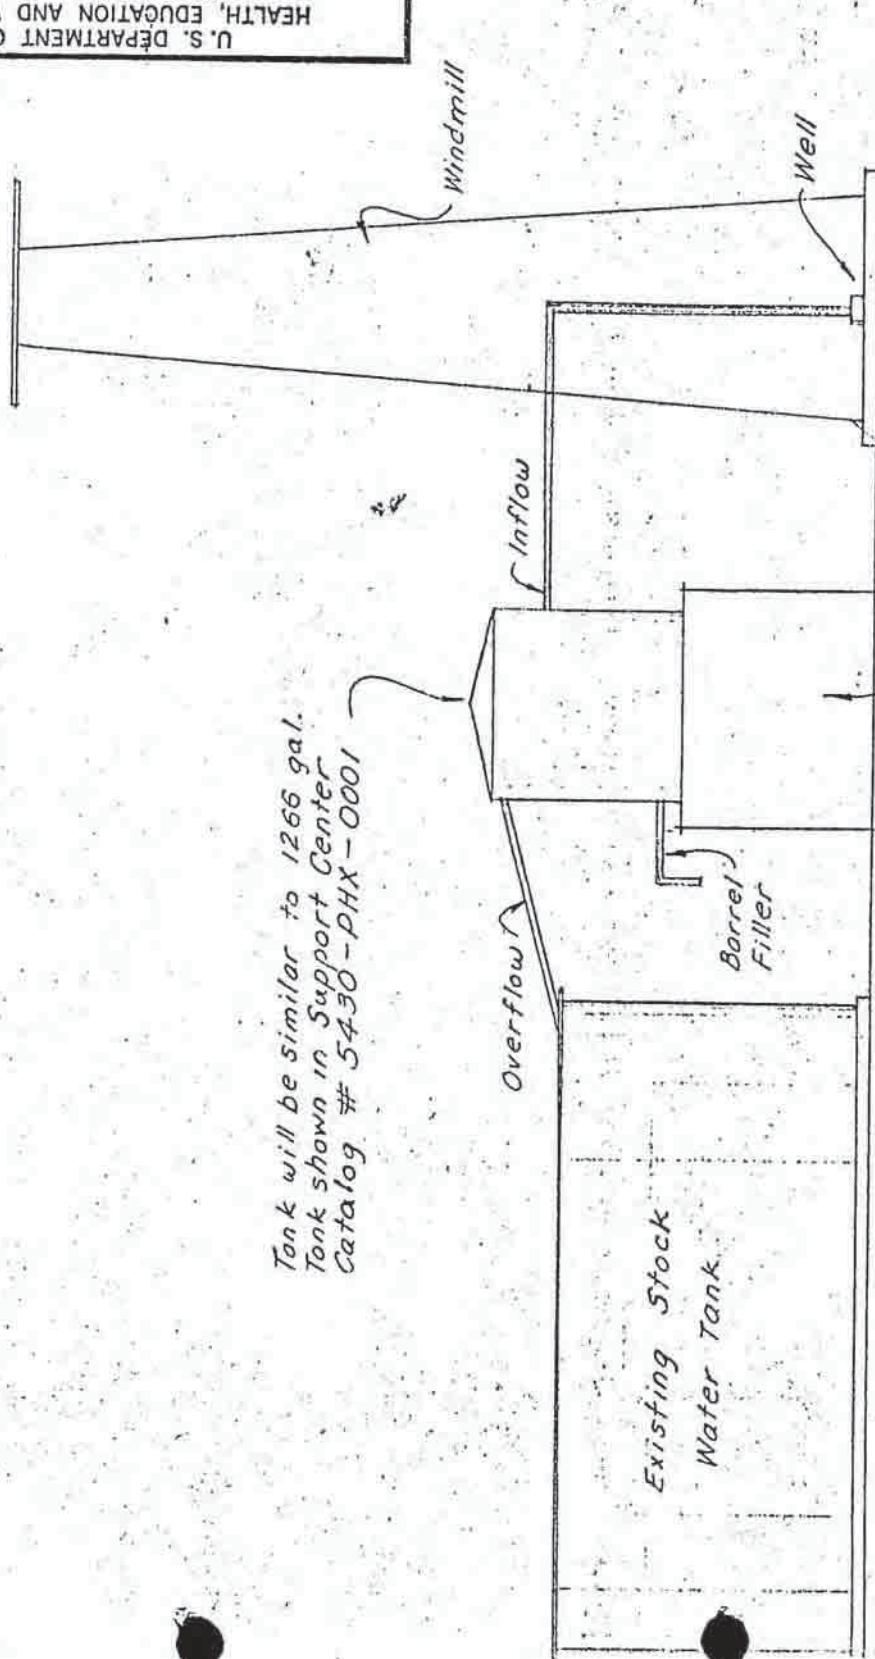 U.S. DEPARTMENT
HEALTH, EDUCATION AND
Windmill
Well
Inflow
Tank will be similar to 1266 gal.
Tank shown in Support Center
Catalog # 5430-PHX-0001
Overflow
Barrel
Filler
Existing Stock
Water Tank